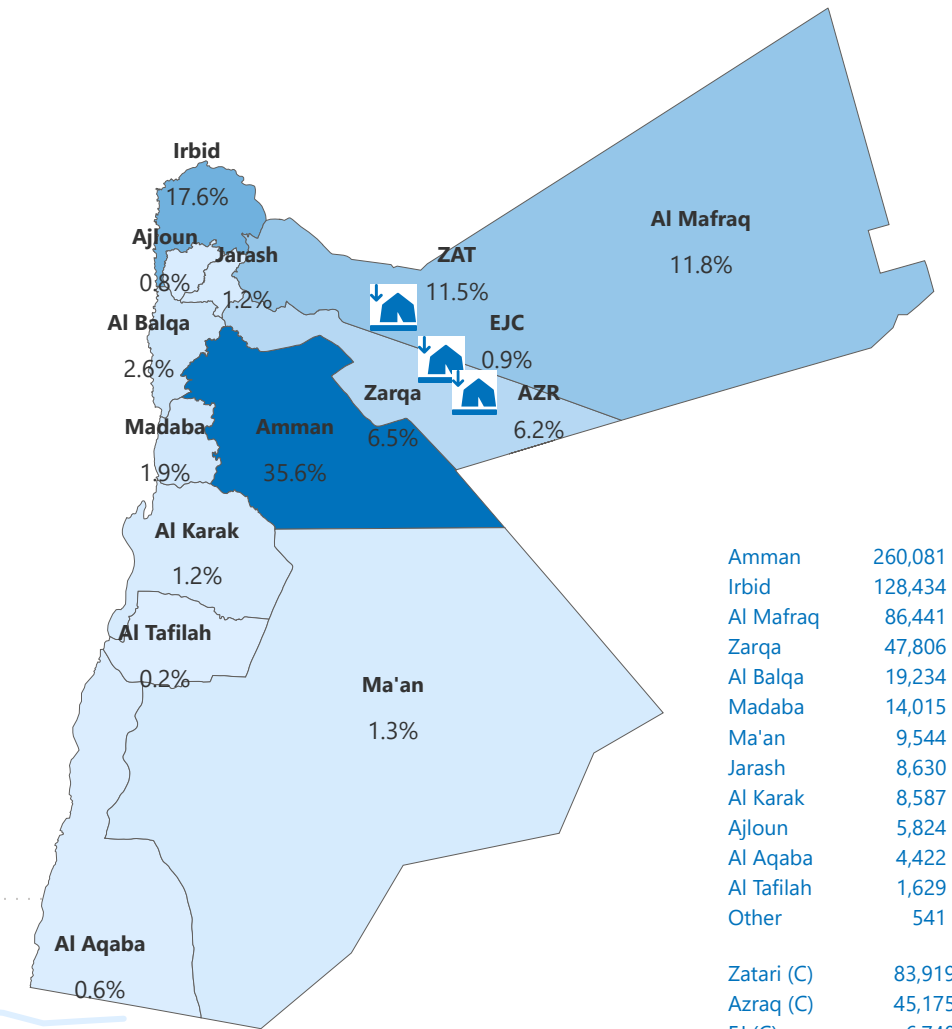 Irbid
17.6%
Ajloun
0.8%
Jarash
1.2%
Al Mafraq
11.8%
ZAT
11.5%
EJC
0.9%
Al Balqa
2.6%
Zarqa
6.5%
AZR
6.2%
Madaba
1.9%
Amman
35.6%
Al Karak
1.2%
Al Tafilah
0.2%
Ma'an
1.3%
Al Aqaba
0.6%
Amman 260,081
Irbid 128,434
Al Mafraq 86,441
Zarqa 47,806
Al Balqa 19,234
Madaba 14,015
Ma'an 9,544
Jarash 8,630
Al Karak 8,587
Ajloun 5,824
Al Aqaba 4,422
Al Tafilah 1,629
Other 541
Zatari (C) 83,919
Azraq (C) 45,175